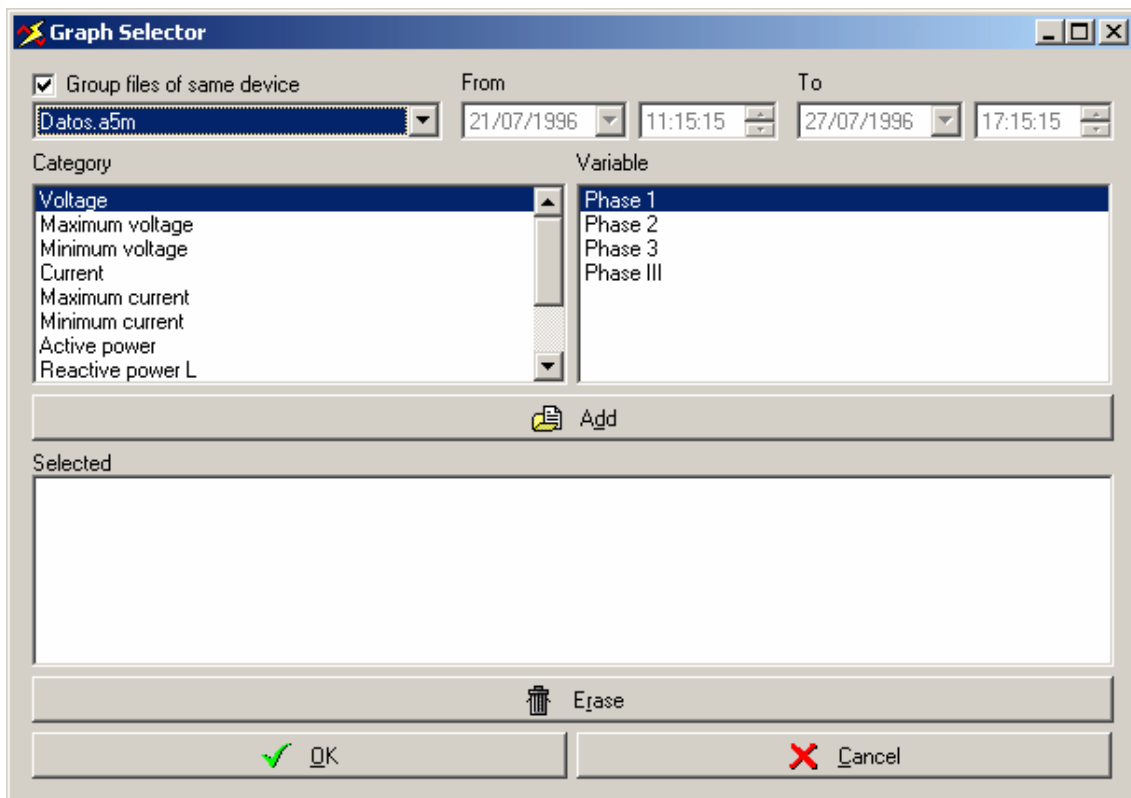 Graph Selector
Group files of same device
From
To
Datos.a5m
21/07/1996
11:15:15
27/07/1996
17:15:15
Category
Variable
Voltage
Maximum voltage
Minimum voltage
Current
Maximum current
Minimum current
Active power
Reactive power L
Phase 1
Phase 2
Phase 3
Phase III
Add
Selected
Erase
OK
Cancel